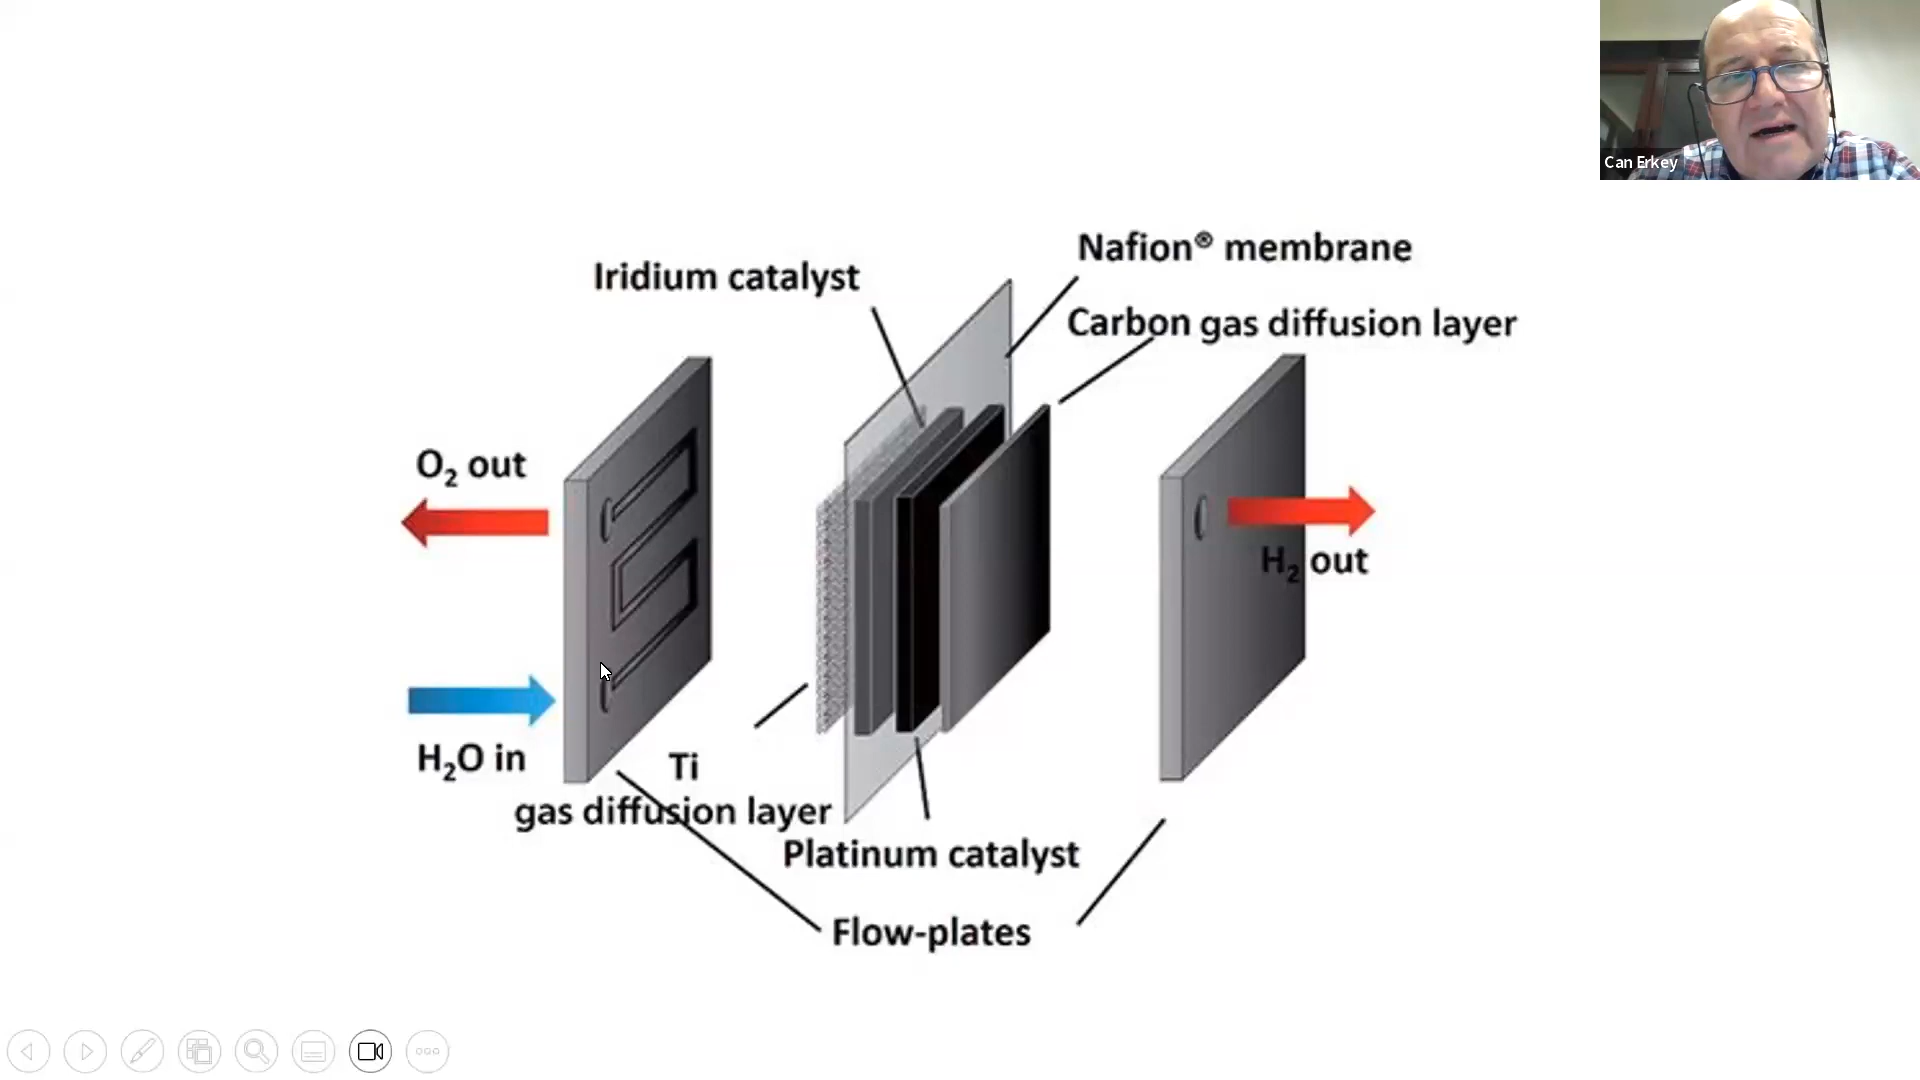 Can Erkey
Nafion® membrane
Iridium catalyst
Carbon gas diffusion layer
O₂ out
H₂ out
H₂O in
Ti
gas diffusion layer
Platinum catalyst
Flow-plates